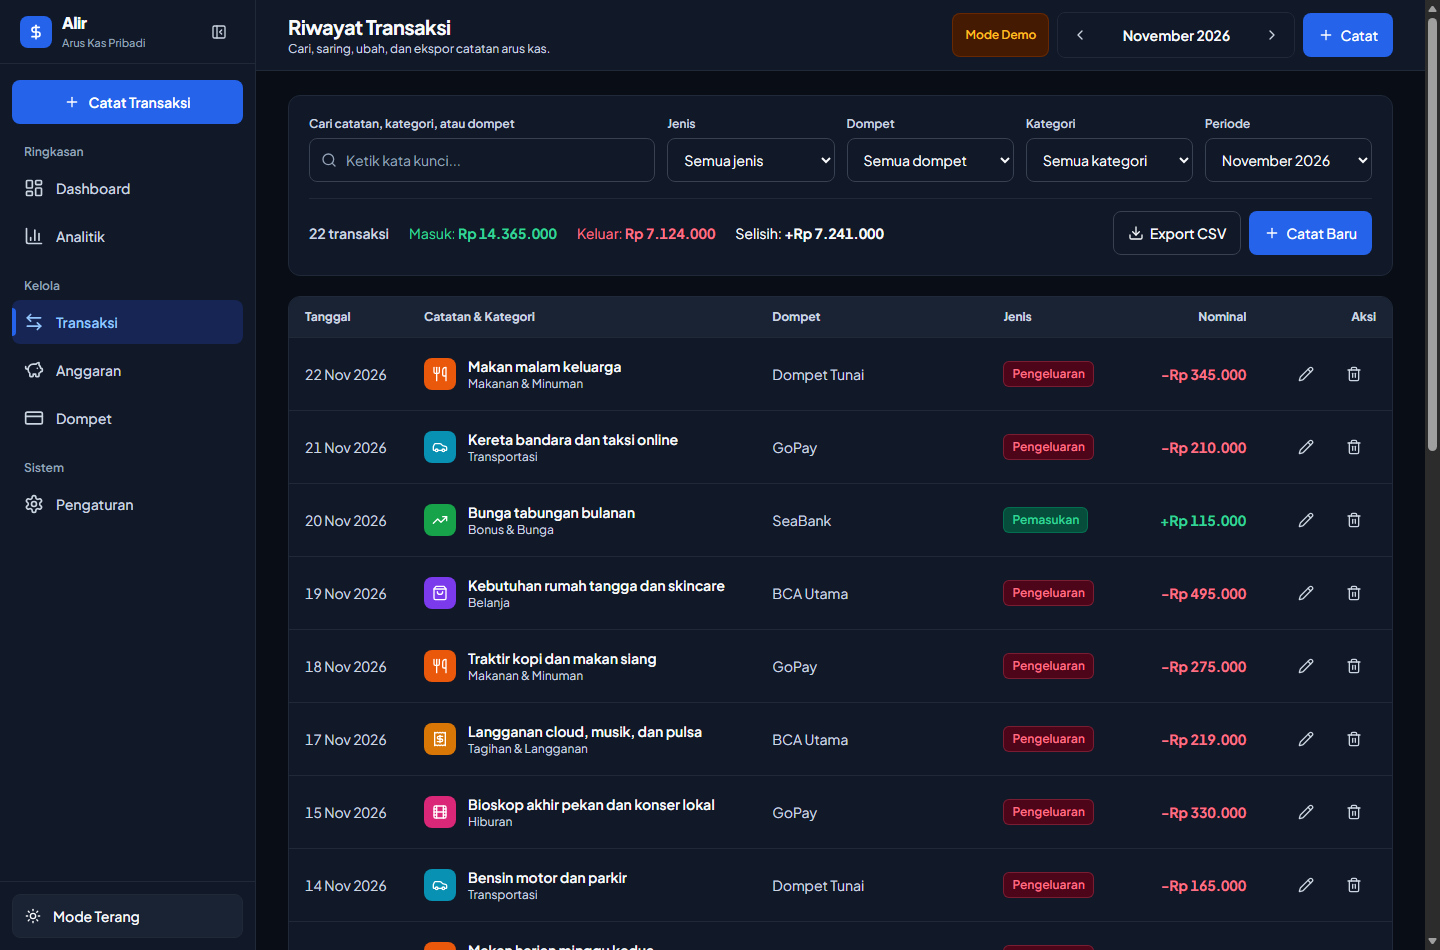 Alir
Arus Kas Pribadi
Catat Transaksi
Ringkasan
Dashboard
Analitik
Kelola
Transaksi
Anggaran
Dompet
Sistem
Pengaturan
Mode Terang
Riwayat Transaksi
Cari, saring, ubah, dan ekspor catatan arus kas.
Mode Demo
November 2026
Catat
Cari catatan, kategori, atau dompet
Jenis
Dompet
Kategori
Periode
Ketik kata kunci...
Semua jenis
Semua dompet
Semua kategori
November 2026
22 transaksi
Masuk: Rp 14.365.000
Keluar: Rp 7.124.000
Selisih: +Rp 7.241.000
Export CSV
Catat Baru
Tanggal
Catatan & Kategori
Dompet
Jenis
Nominal
Aksi
22 Nov 2026
Makan malam keluarga
Makanan & Minuman
Dompet Tunai
Pengeluaran
-Rp 345.000
21 Nov 2026
Kereta bandara dan taksi online
Transportasi
GoPay
Pengeluaran
-Rp 210.000
20 Nov 2026
Bunga tabungan bulanan
Bonus & Bunga
SeaBank
Pemasukan
+Rp 115.000
19 Nov 2026
Kebutuhan rumah tangga dan skincare
Belanja
BCA Utama
Pengeluaran
-Rp 495.000
18 Nov 2026
Traktir kopi dan makan siang
Makanan & Minuman
GoPay
Pengeluaran
-Rp 275.000
17 Nov 2026
Langganan cloud, musik, dan pulsa
Tagihan & Langganan
BCA Utama
Pengeluaran
-Rp 219.000
15 Nov 2026
Bioskop akhir pekan dan konser lokal
Hiburan
GoPay
Pengeluaran
-Rp 330.000
14 Nov 2026
Bensin motor dan parkir
Transportasi
Dompet Tunai
Pengeluaran
-Rp 165.000